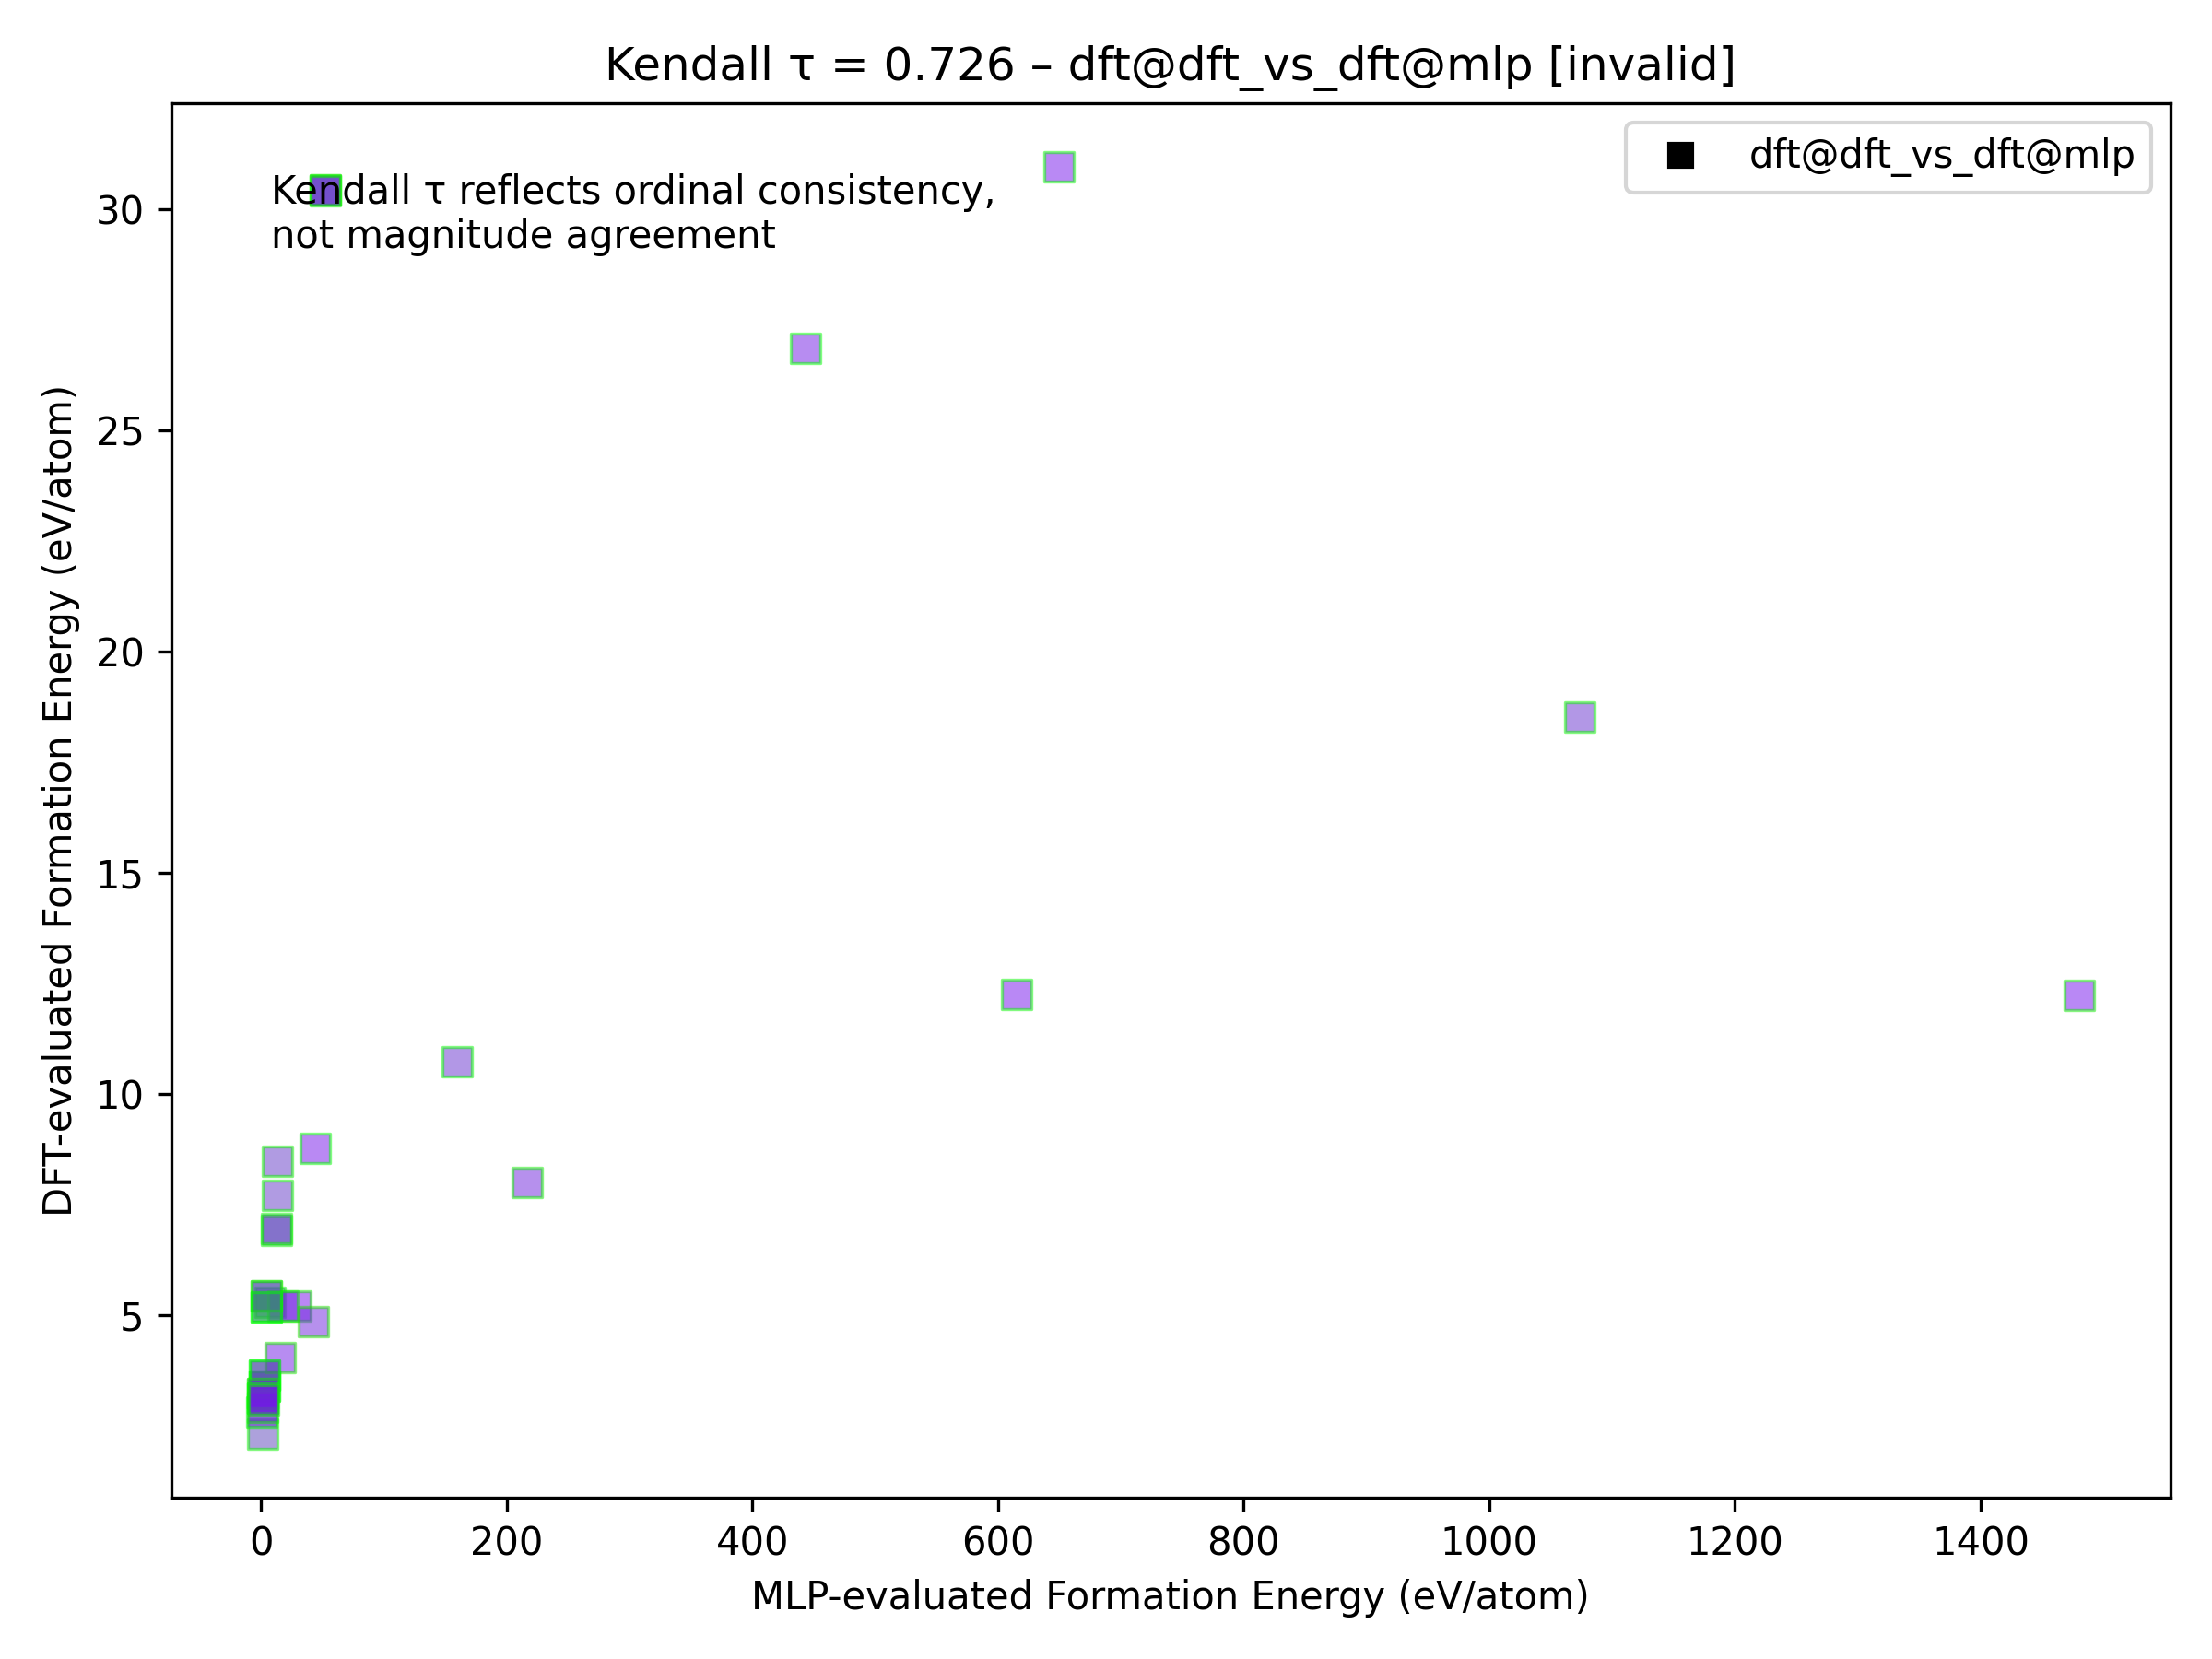 Kendall τ = 0.726 – dft@dft_vs_dft@mlp [invalid]
dft@dft_vs_dft@mlp
Kendall τ reflects ordinal consistency,
not magnitude agreement
DFT-evaluated Formation Energy (eV/atom)
30
25
20
15
10
5
0 200 400 600 800 1000 1200 1400
MLP-evaluated Formation Energy (eV/atom)